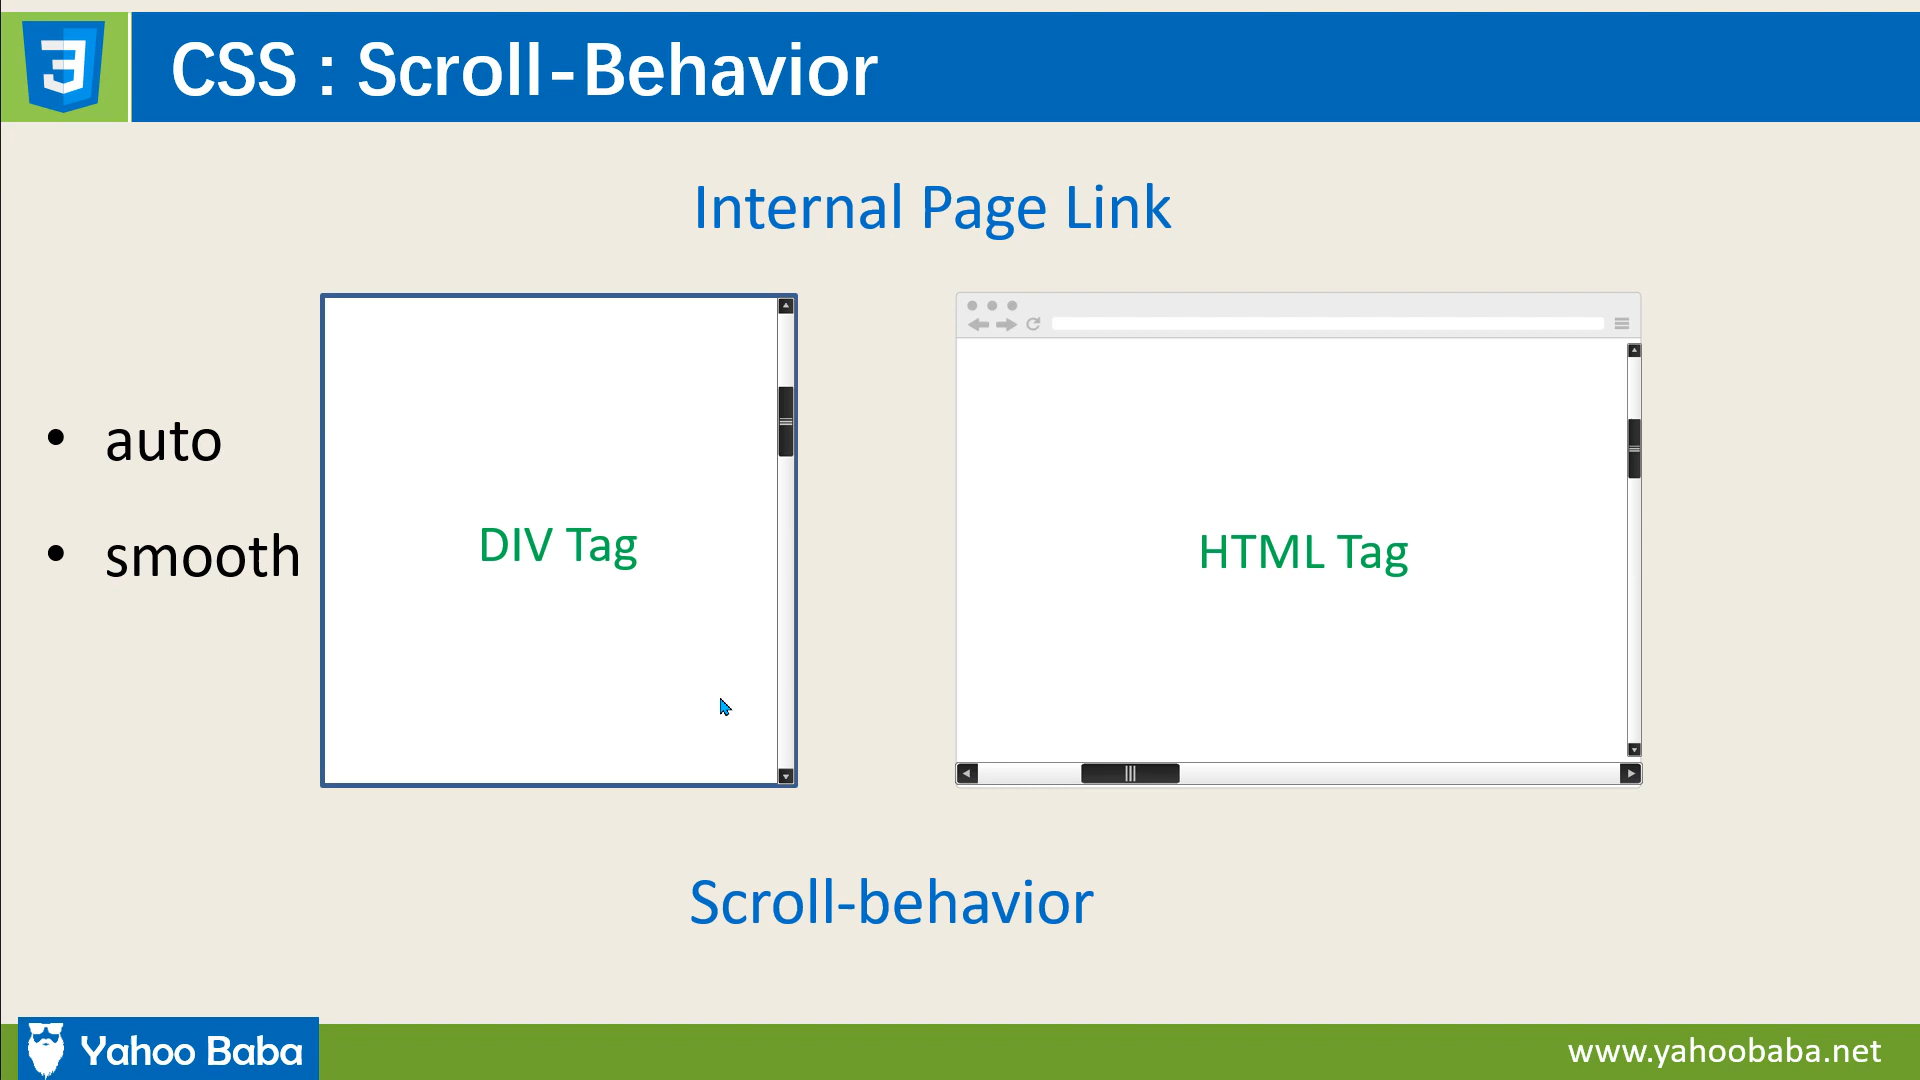 CSS : Scroll-Behavior
Internal Page Link
• auto
• smooth
DIV Tag
HTML Tag
Scroll-behavior
Yahoo Baba
www.yahoobaba.net